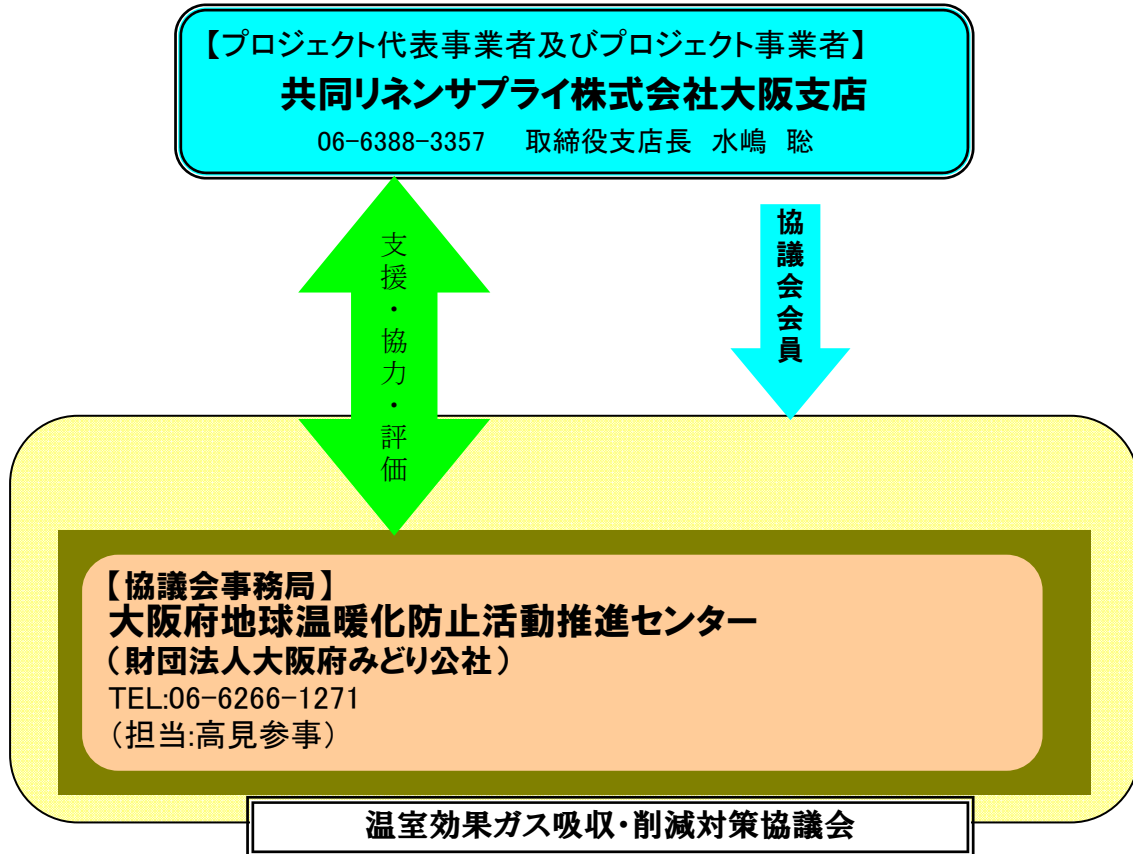 【プロジェクト代表事業者及びプロジェクト事業者】
共同リネンサプライ株式会社大阪支店
06-6388-3357 取締役支店長 水嶋 聡
支援・協力・評価
協議会会員
【協議会事務局】
大阪府地球温暖化防止活動推進センター
（財団法人大阪府みどり公社）
TEL:06-6266-1271
（担当:高見参事）
温室効果ガス吸収・削減対策協議会